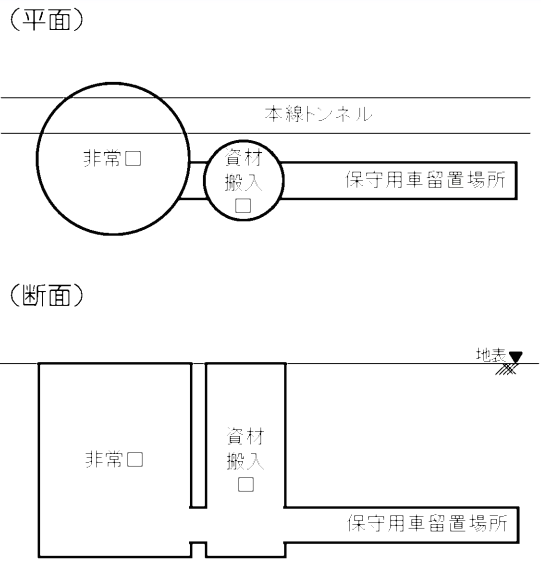 （平面）
本線トンネル
非常口
資材
搬入
口
保守用車留置場所
（断面）
地表
非常口
資材
搬入
口
保守用車留置場所